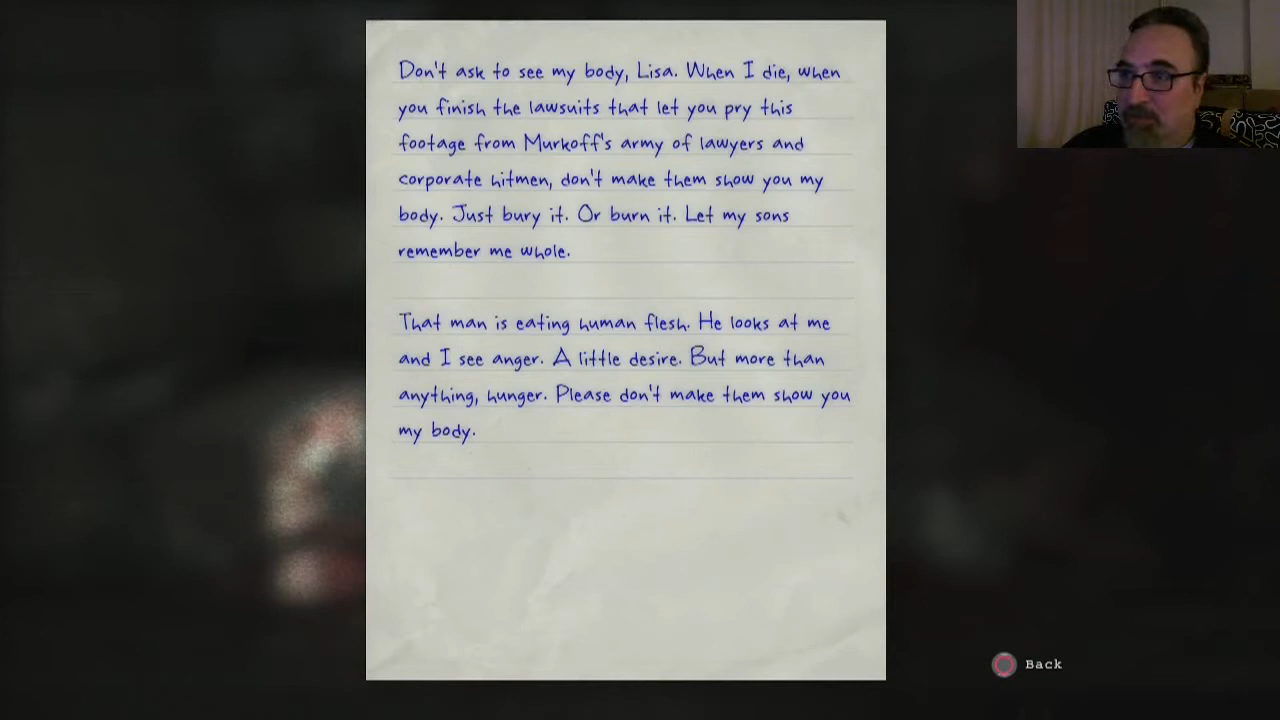 Don't ask to see my body, Lisa. When I die, when
you finish the lawsuits that let you pry this
footage from Murkoff's army of lawyers and
corporate hitmen, don't make them show you my
body. Just bury it. Or burn it. Let my sons
remember me whole.
That man is eating human flesh. He looks at me
and I see anger. A little desire. But more than
anything, hunger. Please don't make them show you
my body.
Back